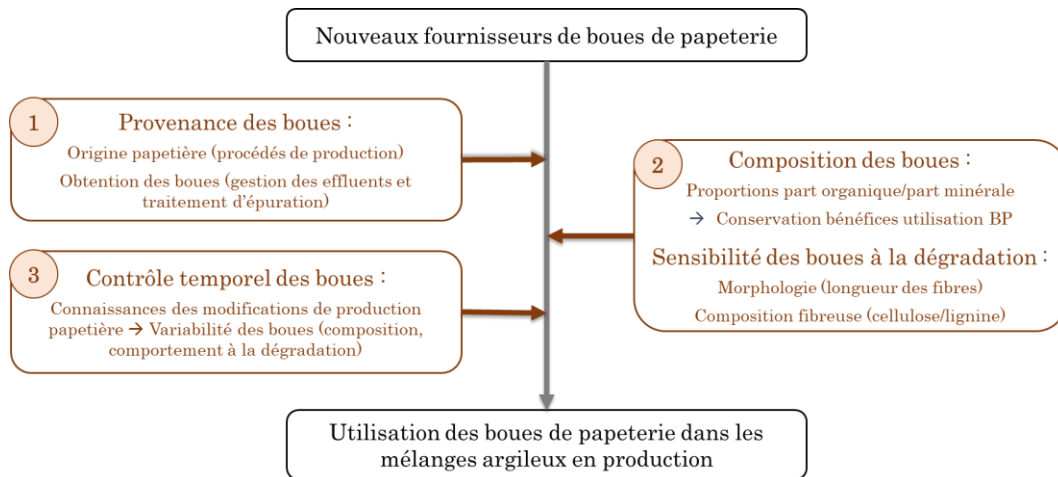 Nouveaux fournisseurs de boues de papeterie
1
Provenance des boues :
Origine papetière (procédés de production)
Obtention des boues (gestion des effluents et
traitement d'épuration)
2
Composition des boues :
Proportions part organique/part minérale
→ Conservation bénéfices utilisation BP
Sensibilité des boues à la dégradation :
Morphologie (longueur des fibres)
Composition fibreuse (cellulose/lignine)
3
Contrôle temporel des boues :
Connaissances des modifications de production
papetière → Variabilité des boues (composition,
comportement à la dégradation)
Utilisation des boues de papeterie dans les
mélanges argileux en production